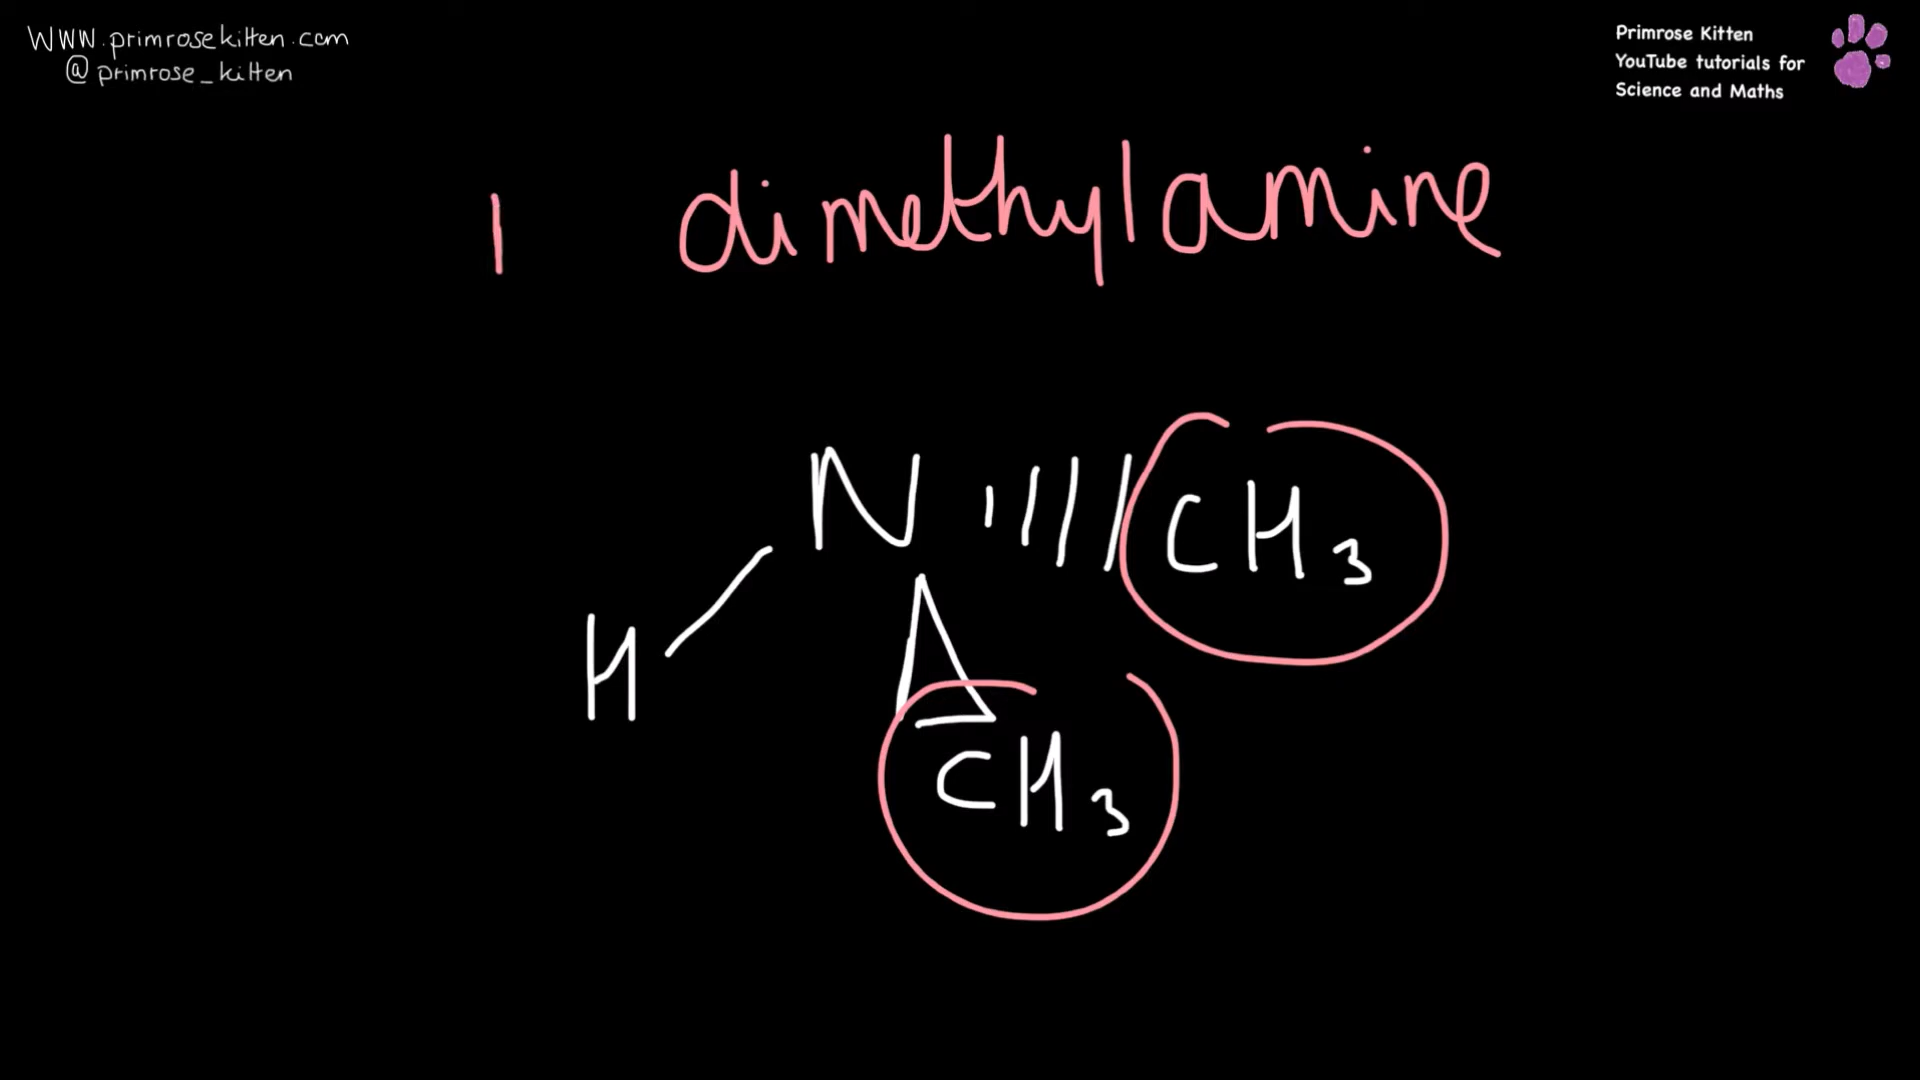 www.primrosekitten.com
@primrose_kitten
Primrose Kitten
YouTube tutorials for
Science and Maths
1 dimethylamine
N CH3
H
CH3